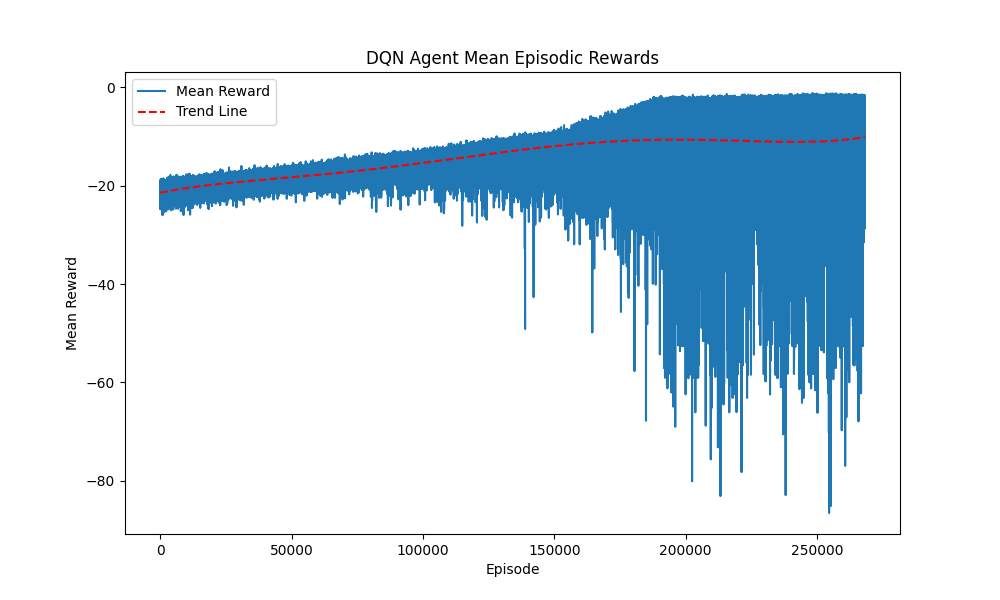 DQN Agent Mean Episodic Rewards
Mean Reward
Trend Line
0
−20
−40
−60
−80
Mean Reward
0
50000
100000
150000
200000
250000
Episode